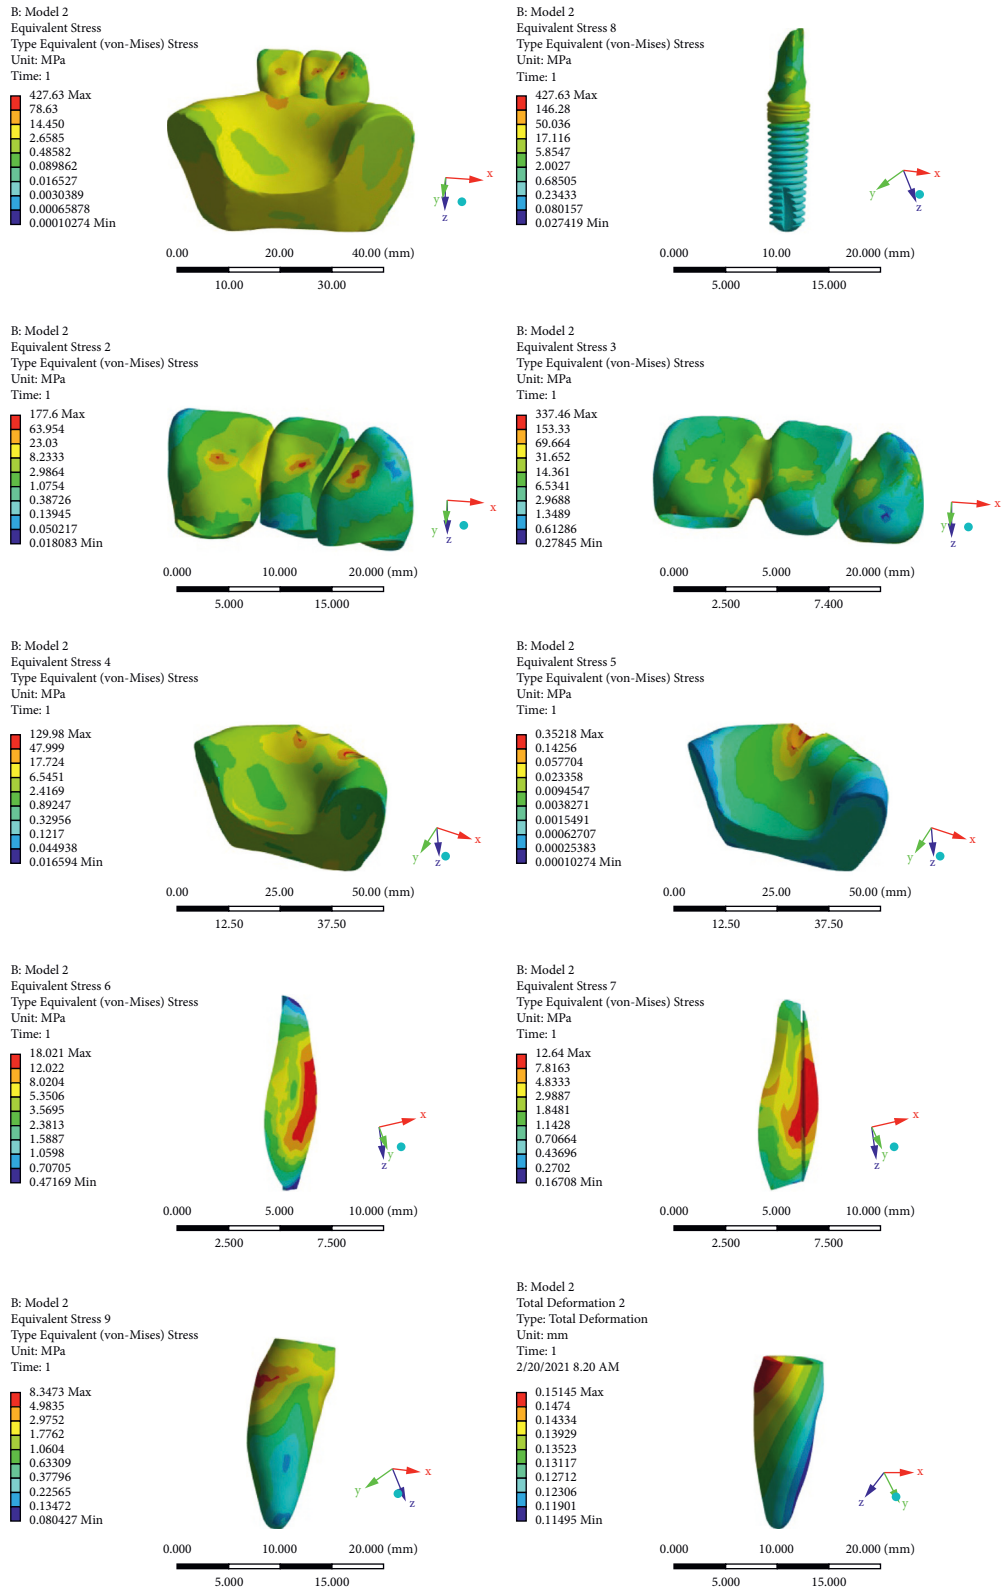 B: Model 2
Equivalent Stress
Type Equivalent (von-Mises) Stress
Unit: MPa
Time: 1
427.63 Max
78.63
14.450
2.6585
0.48582
0.089862
0.016527
0.0030389
0.00065878
0.00010274 Min
x
y
z
0.00 20.00 40.00 (mm)
10.00 30.00
B: Model 2
Equivalent Stress 8
Type Equivalent (von-Mises) Stress
Unit: MPa
Time: 1
427.63 Max
146.28
50.036
17.116
5.8547
2.0027
0.68505
0.23433
0.080157
0.027419 Min
x
y
z
0.000 10.00 20.000 (mm)
5.000 15.000
B: Model 2
Equivalent Stress 2
Type Equivalent (von-Mises) Stress
Unit: MPa
Time: 1
177.6 Max
63.954
23.03
8.2333
2.9864
1.0754
0.38726
0.13945
0.050217
0.018083 Min
x
y
z
0.000 10.000 20.000 (mm)
5.000 15.000
B: Model 2
Equivalent Stress 3
Type Equivalent (von-Mises) Stress
Unit: MPa
Time: 1
337.46 Max
153.33
69.664
31.652
14.361
6.5341
2.9688
1.3489
0.61286
0.27845 Min
x
y
z
0.000 5.000 20.000 (mm)
2.500 7.400
B: Model 2
Equivalent Stress 4
Type Equivalent (von-Mises) Stress
Unit: MPa
Time: 1
129.98 Max
47.999
17.724
6.5451
2.4169
0.89247
0.32956
0.1217
0.044938
0.016594 Min
x
y
z
0.00 25.00 50.00 (mm)
12.50 37.50
B: Model 2
Equivalent Stress 5
Type Equivalent (von-Mises) Stress
Unit: MPa
Time: 1
0.35218 Max
0.14256
0.057704
0.023358
0.0094547
0.0038271
0.0015491
0.00062707
0.00025383
0.00010274 Min
x
y
z
0.00 25.00 50.00 (mm)
12.50 37.50
B: Model 2
Equivalent Stress 6
Type Equivalent (von-Mises) Stress
Unit: MPa
Time: 1
18.021 Max
12.022
8.0204
5.3506
3.5695
2.3813
1.5887
1.0598
0.70705
0.47169 Min
x
y
z
0.000 5.000 10.000 (mm)
2.500 7.500
B: Model 2
Equivalent Stress 7
Type Equivalent (von-Mises) Stress
Unit: MPa
Time: 1
12.64 Max
7.8163
4.8333
2.9887
1.8481
1.1428
0.70664
0.43696
0.2702
0.16708 Min
x
y
z
0.000 5.000 10.000 (mm)
2.500 7.500
B: Model 2
Equivalent Stress 9
Type Equivalent (von-Mises) Stress
Unit: MPa
Time: 1
8.3473 Max
4.9835
2.9752
1.7762
1.0604
0.63309
0.37796
0.22565
0.13472
0.080427 Min
x
y
z
0.000 10.000 20.000 (mm)
5.000 15.000
B: Model 2
Total Deformation 2
Type: Total Deformation
Unit: mm
Time: 1
2/20/2021 8.20 AM
0.15145 Max
0.1474
0.14334
0.13929
0.13523
0.13117
0.12712
0.12306
0.11901
0.11495 Min
x
y
z
0.000 10.000 20.000 (mm)
5.000 15.000